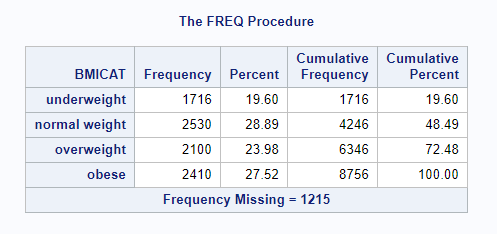 The FREQ Procedure
Cumulative Cumulative
BMICAT Frequency Percent Frequency Percent
underweight 1716 19.60 1716 19.60
normal weight 2530 28.89 4246 48.49
overweight 2100 23.98 6346 72.48
obese 2410 27.52 8756 100.00
Frequency Missing = 1215